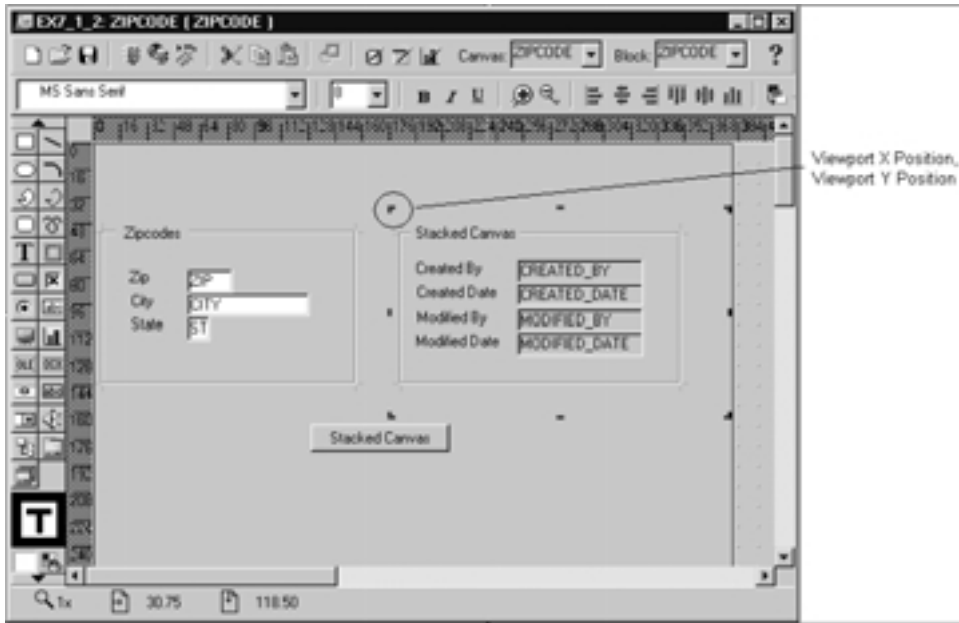 EX7_1_2: ZIPCODE ( ZIPCODE )
Canvas: ZIPCODE Block: ZIPCODE ?
MS Sans Serif 8 B I U
Viewport X Position,
Viewport Y Position
Zipcodes
Stacked Canvas
Zip ZIP
City CITY
State ST
Created By CREATED_BY
Created Date CREATED_DATE
Modified By MODIFIED_BY
Modified Date MODIFIED_DATE
Stacked Canvas
T
T
1x 30.75 118.50